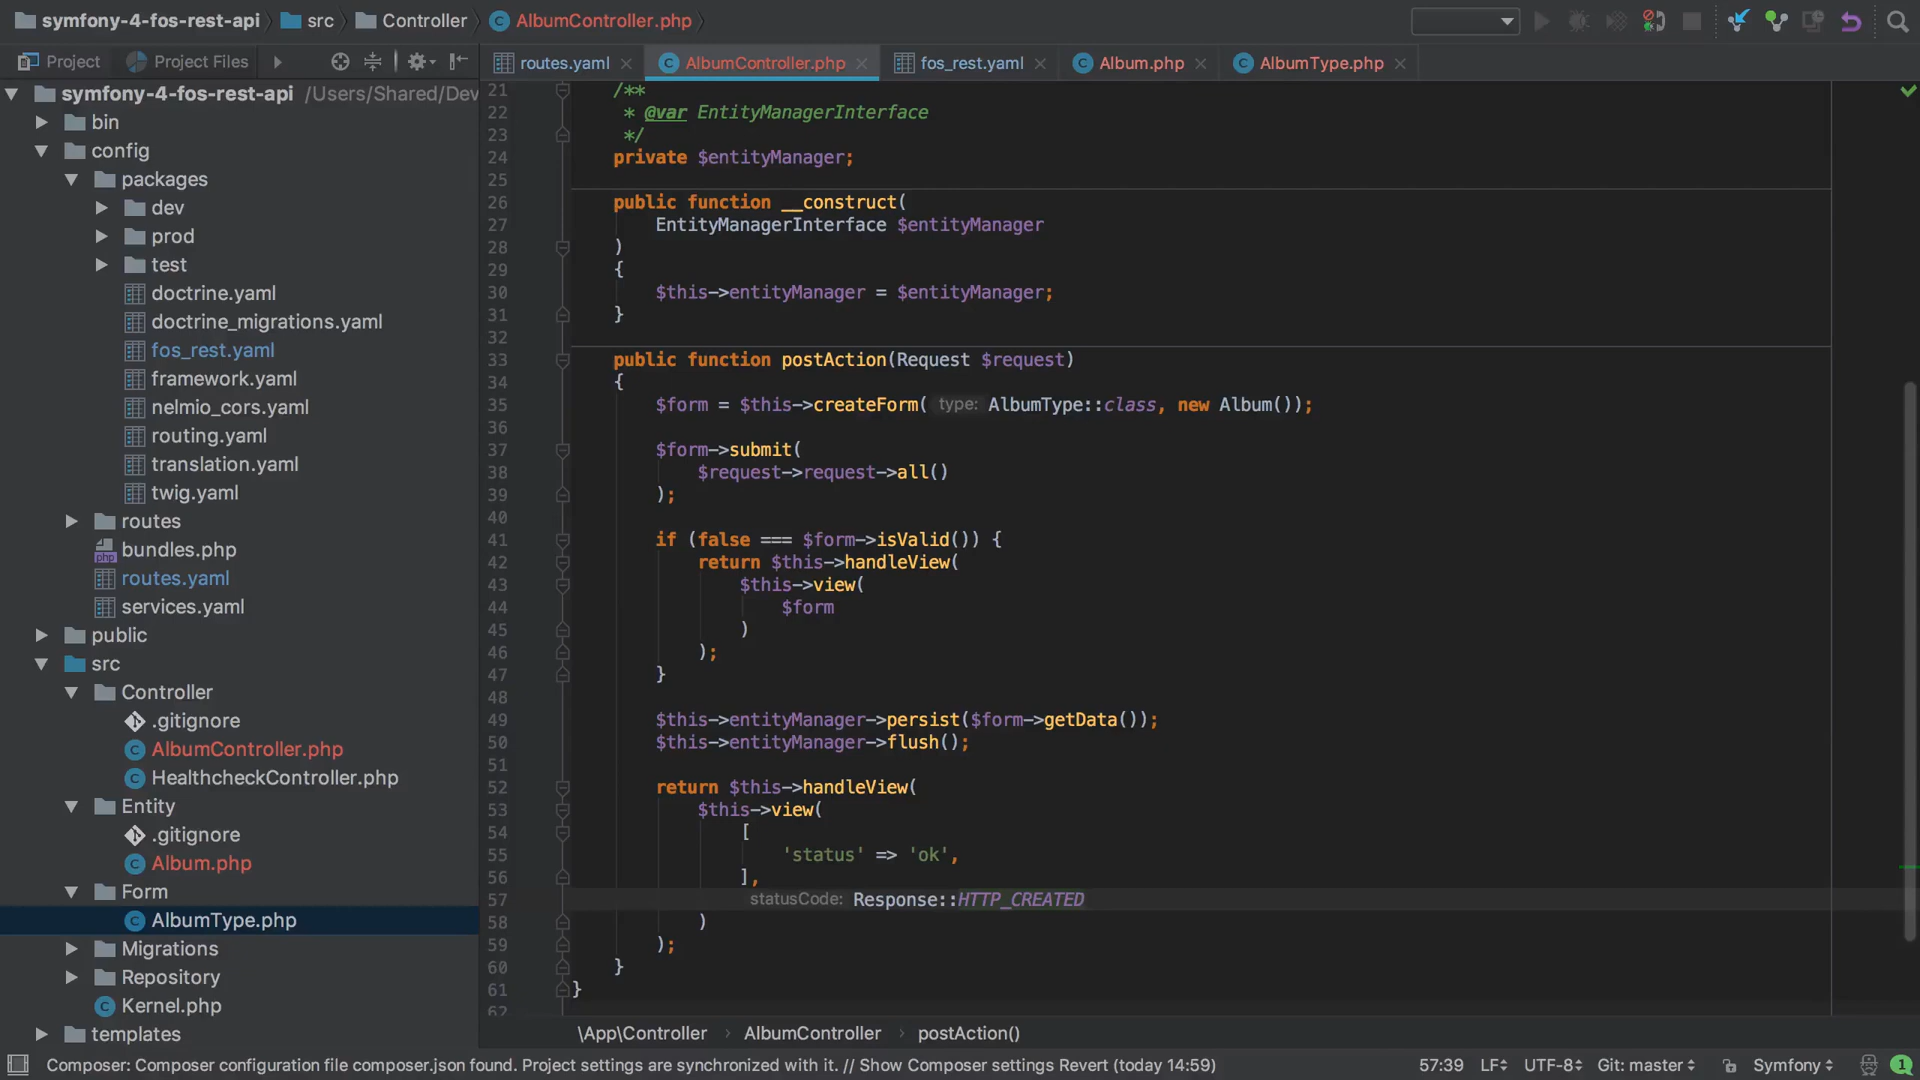 symfony-4-fos-rest-api src Controller AlbumController.php
Project Project Files
routes.yaml AlbumController.php fos_rest.yaml Album.php AlbumType.php
symfony-4-fos-rest-api /Users/Shared/Dev
bin
config
packages
dev
prod
test
doctrine.yaml
doctrine_migrations.yaml
fos_rest.yaml
framework.yaml
nelmio_cors.yaml
routing.yaml
translation.yaml
twig.yaml
routes
bundles.php
routes.yaml
services.yaml
public
src
Controller
.gitignore
AlbumController.php
HealthcheckController.php
Entity
.gitignore
Album.php
Form
AlbumType.php
Migrations
Repository
Kernel.php
templates
21 /**
22 * @var EntityManagerInterface
23 */
24 private $entityManager;
25
26 public function __construct(
27 EntityManagerInterface $entityManager
28 )
29 {
30 $this->entityManager = $entityManager;
31 }
32
33 public function postAction(Request $request)
34 {
35 $form = $this->createForm( type: AlbumType::class, new Album());
36
37 $form->submit(
38 $request->request->all()
39 );
40
41 if (false === $form->isValid()) {
42 return $this->handleView(
43 $this->view(
44 $form
45 )
46 );
47 }
48
49 $this->entityManager->persist($form->getData());
50 $this->entityManager->flush();
51
52 return $this->handleView(
53 $this->view(
54 [
55 'status' => 'ok',
56 ],
57 statusCode: Response::HTTP_CREATED
58 )
59 );
60 }
61 }
62
\App\Controller AlbumController postAction()
Composer: Composer configuration file composer.json found. Project settings are synchronized with it. // Show Composer settings Revert (today 14:59) 57:39 LF UTF-8 Git: master Symfony 1